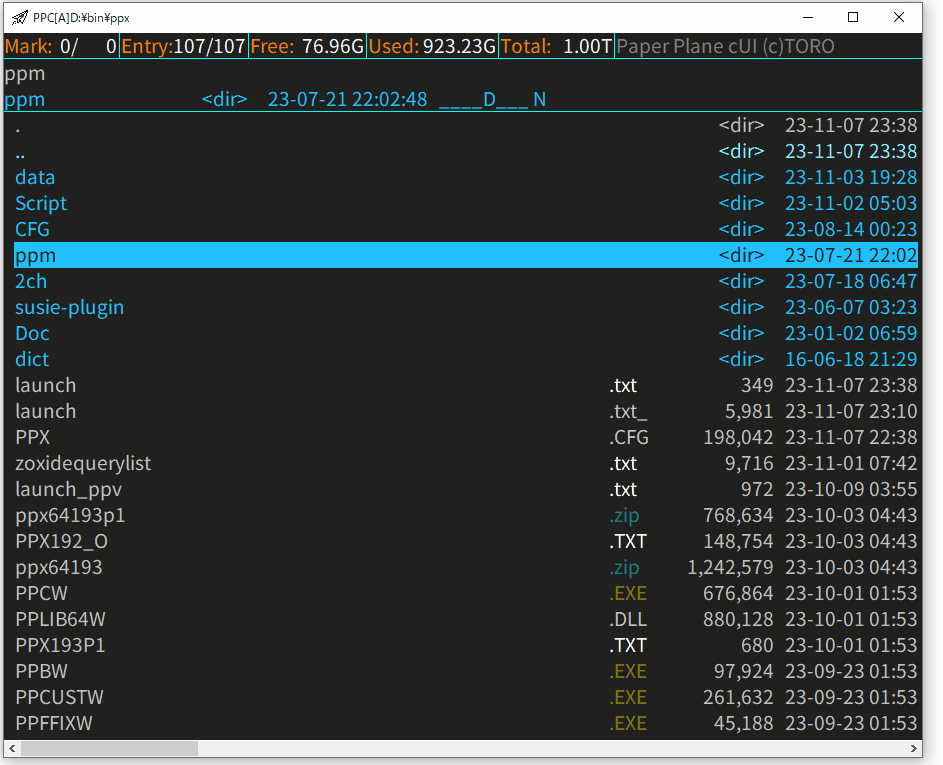 PPC[A]D:¥bin¥ppx
Mark: 0/ 0 Entry:107/107 Free: 76.96G Used: 923.23G Total: 1.00T Paper Plane cUI (c)TORO
ppm
ppm <dir> 23-07-21 22:02:48 ____D___ N
. <dir> 23-11-07 23:38
.. <dir> 23-11-07 23:38
data <dir> 23-11-03 19:28
Script <dir> 23-11-02 05:03
CFG <dir> 23-08-14 00:23
ppm <dir> 23-07-21 22:02
2ch <dir> 23-07-18 06:47
susie-plugin <dir> 23-06-07 03:23
Doc <dir> 23-01-02 06:59
dict <dir> 16-06-18 21:29
launch .txt 349 23-11-07 23:38
launch .txt_ 5,981 23-11-07 23:10
PPX .CFG 198,042 23-11-07 22:38
zoxidequerylist .txt 9,716 23-11-01 07:42
launch_ppv .txt 972 23-10-09 03:55
ppx64193p1 .zip 768,634 23-10-03 04:43
PPX192_O .TXT 148,754 23-10-03 04:43
ppx64193 .zip 1,242,579 23-10-03 04:43
PPCW .EXE 676,864 23-10-01 01:53
PPLIB64W .DLL 880,128 23-10-01 01:53
PPX193P1 .TXT 680 23-10-01 01:53
PPBW .EXE 97,924 23-09-23 01:53
PPCUSTW .EXE 261,632 23-09-23 01:53
PPFFIXW .EXE 45,188 23-09-23 01:53